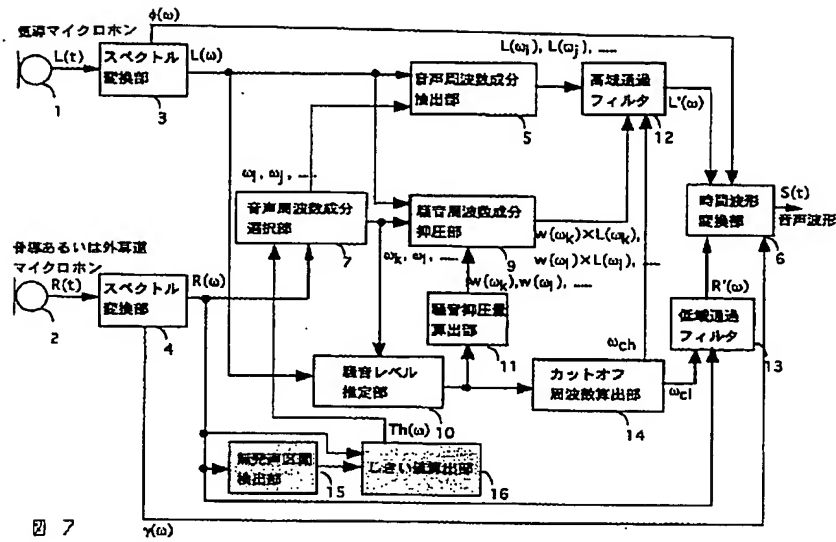 φ(ω)
気導マイクロホン
L(t)
スペクトル
変換部
L(ω)
1
3
音声周波数成分
検出部
5
L(ωi), L(ωj), ....
高域通過
フィルタ
12
L'(ω)
ωi, ωj, ...
音声周波数成分
選択部
7
ωk, ωl, ...
騒音周波数成分
抑圧部
9
w(ωk)×L(ωk),
w(ωl)×L(ωl), ....
w(ωk),w(ωl), ....
時間波形
変換部
6
S(t)
音声波形
骨導あるいは外耳道
マイクロホン
R(t)
スペクトル
変換部
R(ω)
2
4
騒音抑圧量
算出部
11
ωch
R'(ω)
低域通過
フィルタ
13
騒音レベル
推定部
10
カットオフ
周波数算出部
14
ωcl
Th(ω)
無発声区間
検出部
15
しきい値算出部
16
図 7
γ(ω)